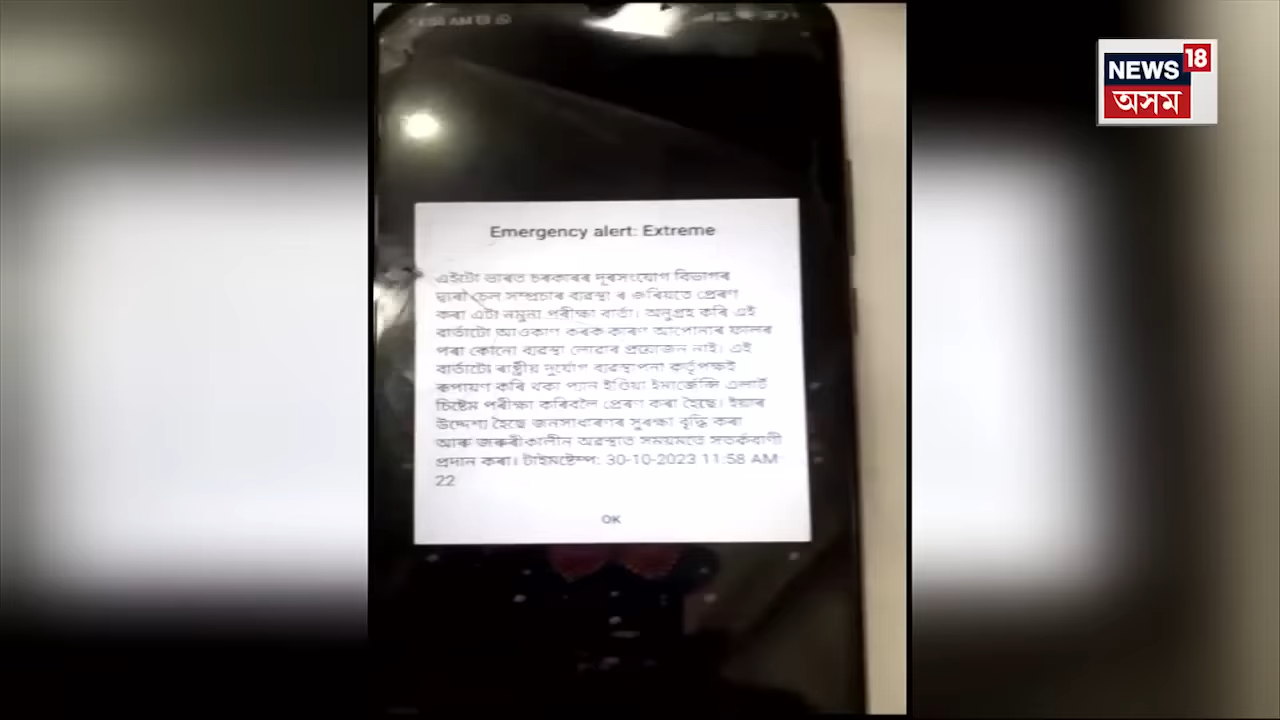 11:58 AM
NEWS 18
অসম
Emergency alert: Extreme
এইটো ভাৰত চৰকাৰৰ দূৰসংযোগ বিভাগৰ
দ্বাৰা চেল সম্প্ৰচাৰ ব্যৱস্থা ৰ জৰিয়তে প্ৰেৰণ
কৰা এটা নমুনা পৰীক্ষা বাৰ্তা। অনুগ্ৰহ কৰি এই
বাৰ্তাটো আওকাণ কৰক কাৰণ আপোনাৰ ফালৰ
পৰা কোনো ব্যৱস্থা লোৱাৰ প্ৰয়োজন নাই। এই
বাৰ্তাটো ৰাষ্ট্ৰীয় দুৰ্যোগ ব্যৱস্থাপনা কৰ্তৃপক্ষই
ৰূপায়ণ কৰি থকা পান ইণ্ডিয়া ইমাৰ্জেন্সি এলাৰ্ট
চিষ্টেম পৰীক্ষা কৰিবলৈ প্ৰেৰণ কৰা হৈছে। ইয়াৰ
উদ্দেশ্য হৈছে জনসাধাৰণৰ সুৰক্ষা বৃদ্ধি কৰা
আৰু জৰুৰীকালীন অৱস্থাত সময়মতে সতৰ্কবাণী
প্ৰদান কৰা। টাইমষ্টেম্প: 30-10-2023 11:58 AM
22
OK